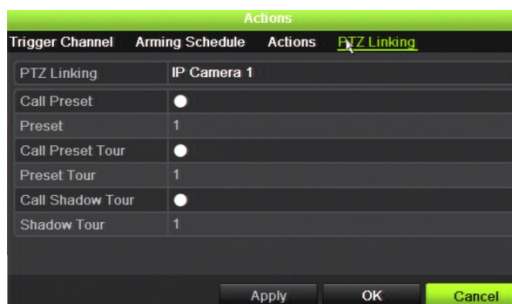 Actions
Trigger Channel Arming Schedule Actions PTZ Linking
PTZ Linking IP Camera 1
Call Preset
Preset 1
Call Preset Tour
Preset Tour 1
Call Shadow Tour
Shadow Tour 1
Apply OK Cancel